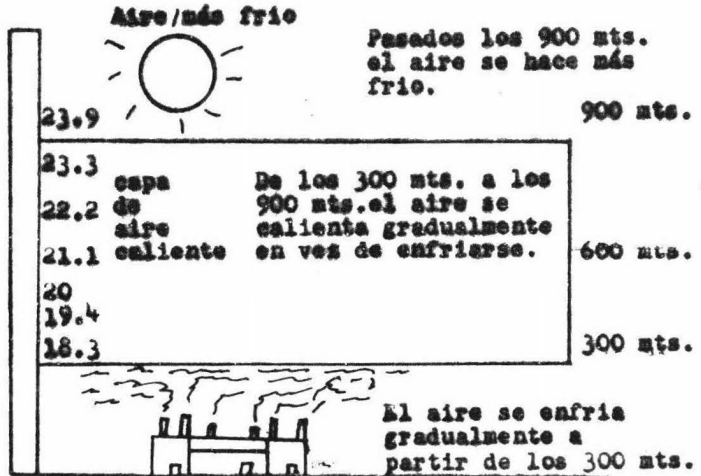 Aire/más frio
Pasados los 900 mts.
el aire se hace más
frio.
900 mts.
23.9
23.3
22.2
21.1
20
19.4
18.3
capa
de
aire
caliente
De los 300 mts. a los
900 mts.el aire se
calienta gradualmente
en vez de enfriarse.
600 mts.
300 mts.
El aire se enfria
gradualmente a
partir de los 300 mts.